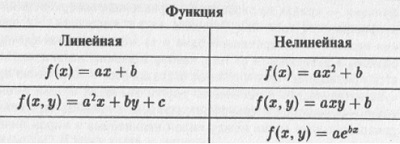 Функция
Линейная Нелинейная
f(x) = ax + b f(x) = ax² + b
f(x, y) = a²x + by + c f(x, y) = axy + b
f(x, y) = ae^{bx}